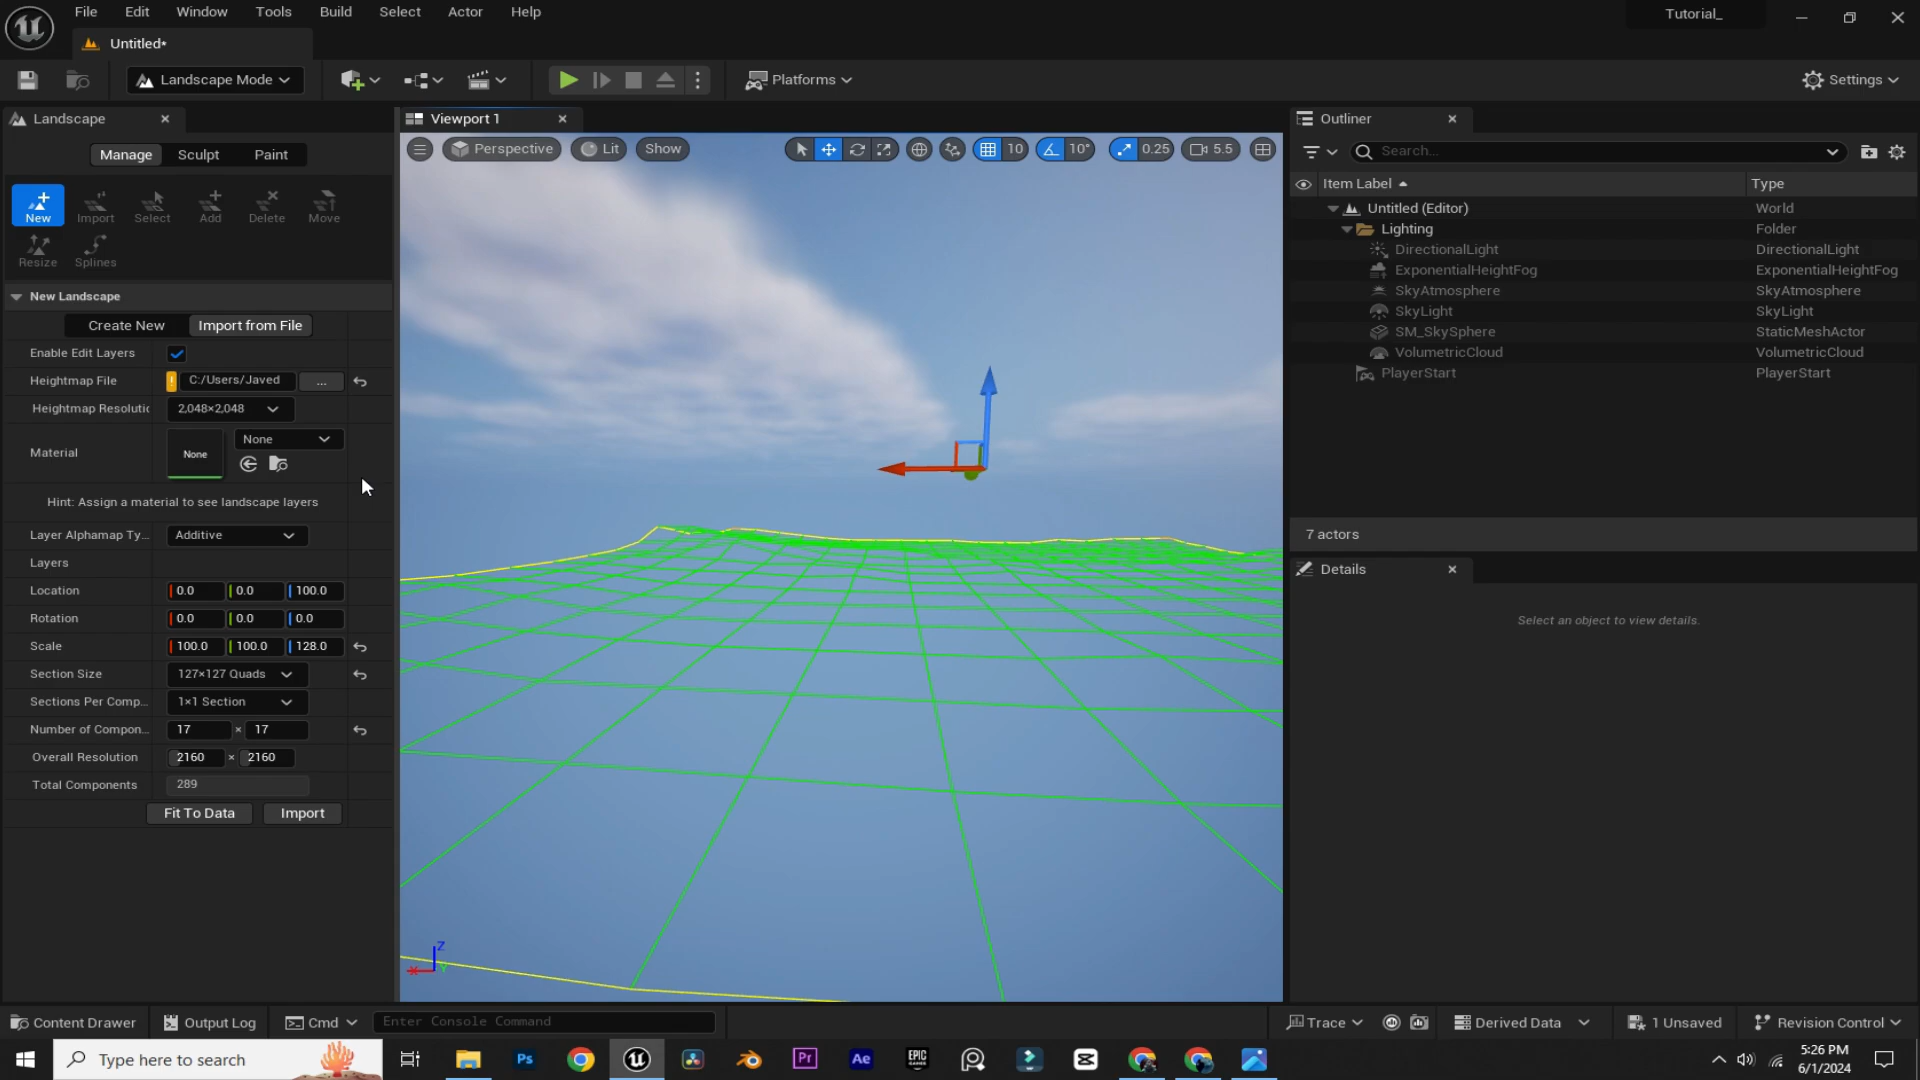 File Edit Window Tools Build Select Actor Help
Tutorial_
Untitled*
Landscape Mode
Platforms
Settings
Landscape
Viewport 1
Outliner
Manage Sculpt Paint
Perspective Lit Show
10 10° 0.25 5.5
Search...
Item Label Type
New Import Select Add Delete Move
Resize Splines
Untitled (Editor) World
Lighting Folder
DirectionalLight DirectionalLight
ExponentialHeightFog ExponentialHeightFog
SkyAtmosphere SkyAtmosphere
SkyLight SkyLight
SM_SkySphere StaticMeshActor
VolumetricCloud VolumetricCloud
PlayerStart PlayerStart
7 actors
Details
Select an object to view details.
New Landscape
Create New Import from File
Enable Edit Layers
Heightmap File ! C:/Users/Javed ...
Heightmap Resolutic 2,048×2,048
Material None None
Hint: Assign a material to see landscape layers
Layer Alphamap Ty... Additive
Layers
Location 0.0 0.0 100.0
Rotation 0.0 0.0 0.0
Scale 100.0 100.0 128.0
Section Size 127×127 Quads
Sections Per Comp... 1×1 Section
Number of Compon... 17 × 17
Overall Resolution 2160 × 2160
Total Components 289
Fit To Data Import
Z
X Y
Content Drawer Output Log Cmd Enter Console Command
Trace Derived Data 1 Unsaved Revision Control
Type here to search
Ps Pr Ae EPIC GAMES
5:26 PM
6/1/2024